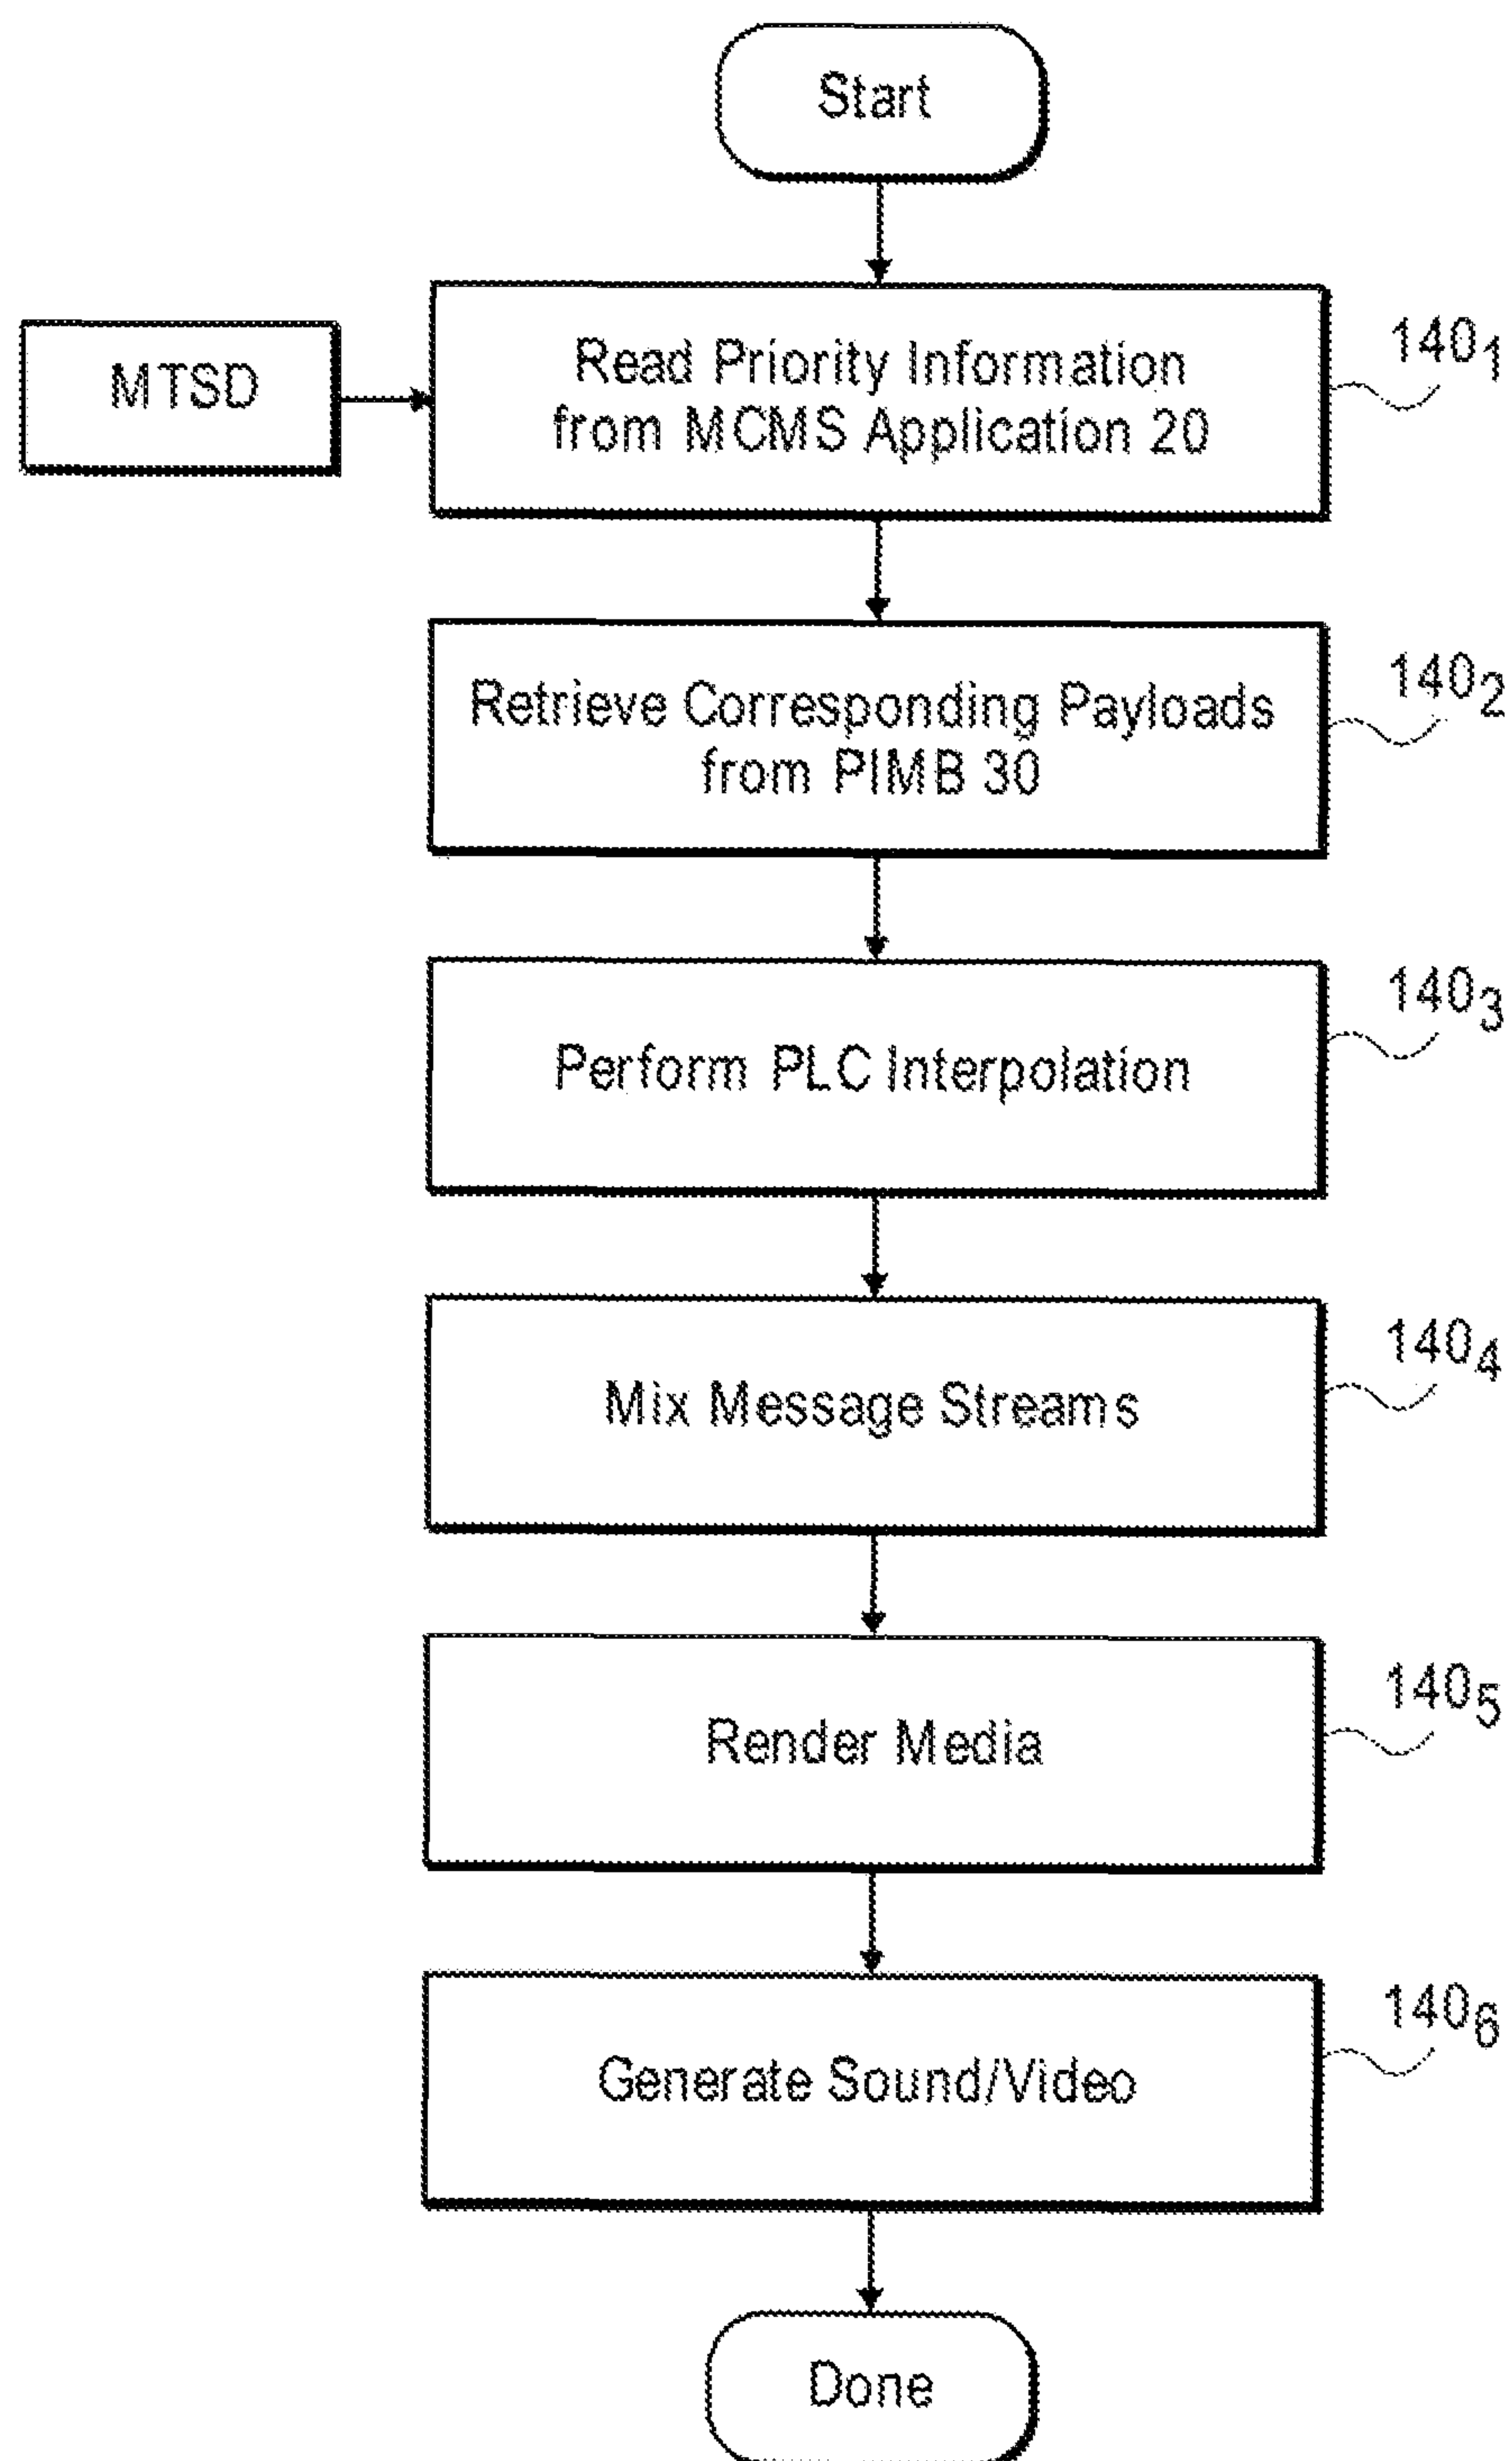 Start
MTSD
Read Priority Information
from MCMS Application 20
140₁
Retrieve Corresponding Payloads
from PIMB 30
140₂
Perform PLC Interpolation
140₃
Mix Message Streams
140₄
Render Media
140₅
Generate Sound/Video
140₆
Done